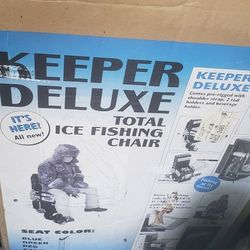 KEEPER
DELUXE
IT'S
HERE!
All new!
TOTAL
ICE FISHING
CHAIR
KEEPER
DELUXE
Comes pre-rigged with
shoulder strap, 2 rod
holders and beverage
holder.
SEAT COLOR:
BLUE
GREEN
RED